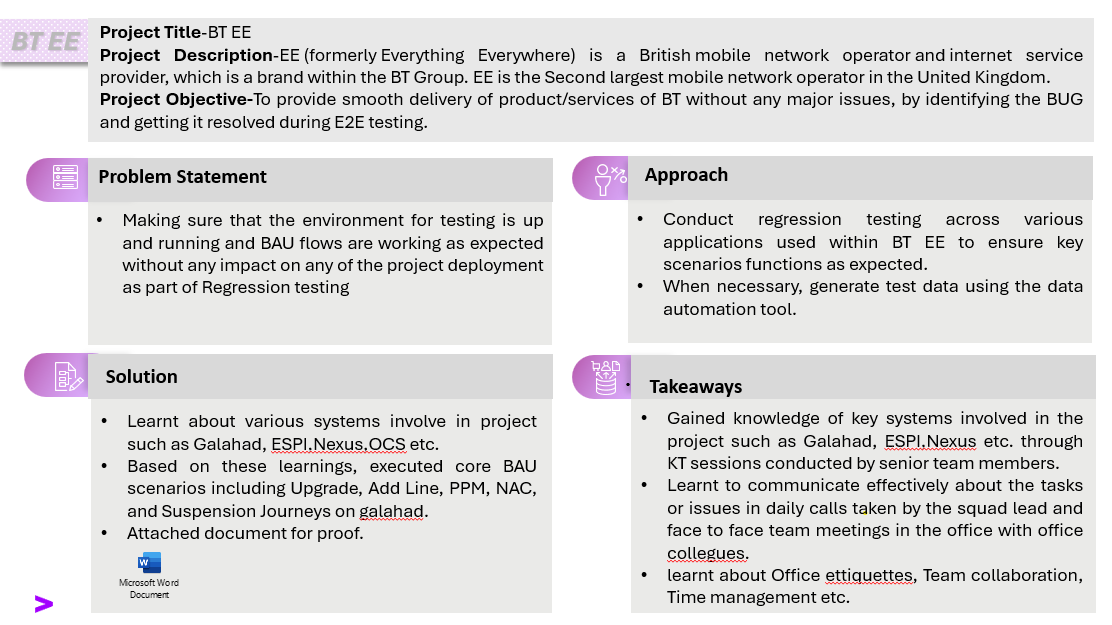 BT EE
Project Title-BT EE
Project Description-EE (formerly Everything Everywhere) is a British mobile network operator and internet service
provider, which is a brand within the BT Group. EE is the Second largest mobile network operator in the United Kingdom.
Project Objective-To provide smooth delivery of product/services of BT without any major issues, by identifying the BUG
and getting it resolved during E2E testing.
Problem Statement
• Making sure that the environment for testing is up
and running and BAU flows are working as expected
without any impact on any of the project deployment
as part of Regression testing
Approach
• Conduct regression testing across various
applications used within BT EE to ensure key
scenarios functions as expected.
• When necessary, generate test data using the data
automation tool.
Solution
• Learnt about various systems involve in project
such as Galahad, ESPI,Nexus,OCS etc.
• Based on these learnings, executed core BAU
scenarios including Upgrade, Add Line, PPM, NAC,
and Suspension Journeys on galahad.
• Attached document for proof.
Microsoft Word
Document
>
Takeaways
• Gained knowledge of key systems involved in the
project such as Galahad, ESPI,Nexus etc. through
KT sessions conducted by senior team members.
• Learnt to communicate effectively about the tasks
or issues in daily calls taken by the squad lead and
face to face team meetings in the office with office
collegues.
• learnt about Office ettiquettes, Team collaboration,
Time management etc.